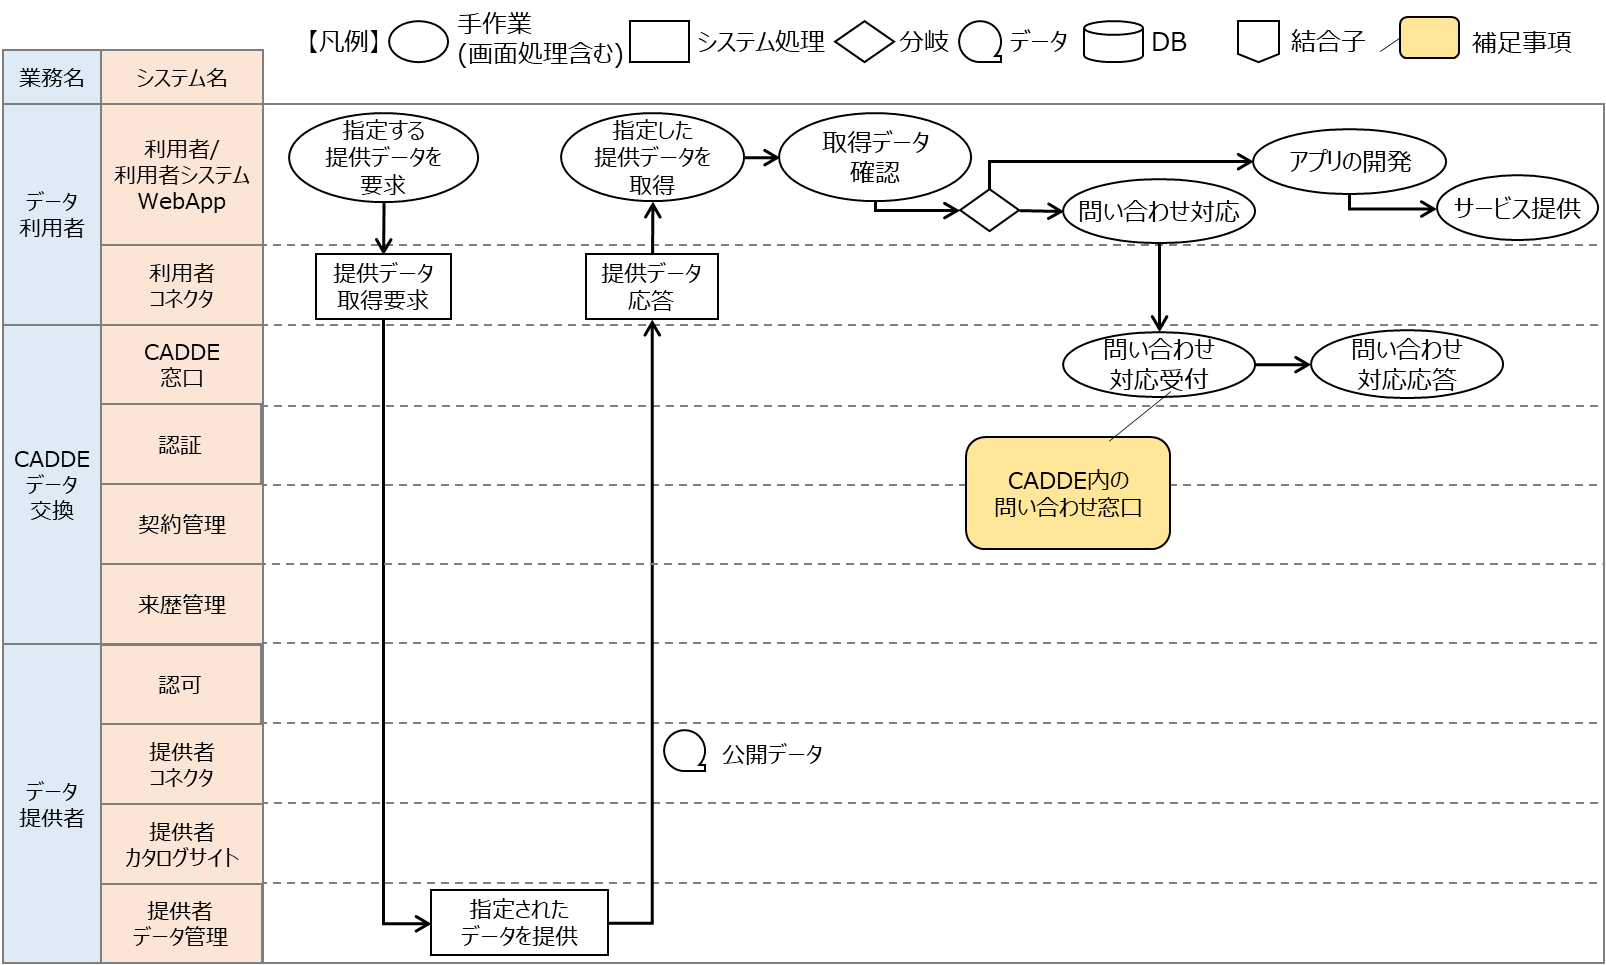 【凡例】
手作業
(画面処理含む)
システム処理
分岐
データ
DB
結合子
補足事項
業務名
システム名
データ
利用者
利用者/
利用者システム
WebApp
指定する
提供データを
要求
指定した
提供データを
取得
取得データ
確認
アプリの開発
問い合わせ対応
サービス提供
利用者
コネクタ
提供データ
取得要求
提供データ
応答
CADDE
データ
交換
CADDE
窓口
問い合わせ
対応受付
問い合わせ
対応応答
認証
CADDE内の
問い合わせ窓口
契約管理
来歴管理
データ
提供者
認可
提供者
コネクタ
公開データ
提供者
カタログサイト
提供者
データ管理
指定された
データを提供